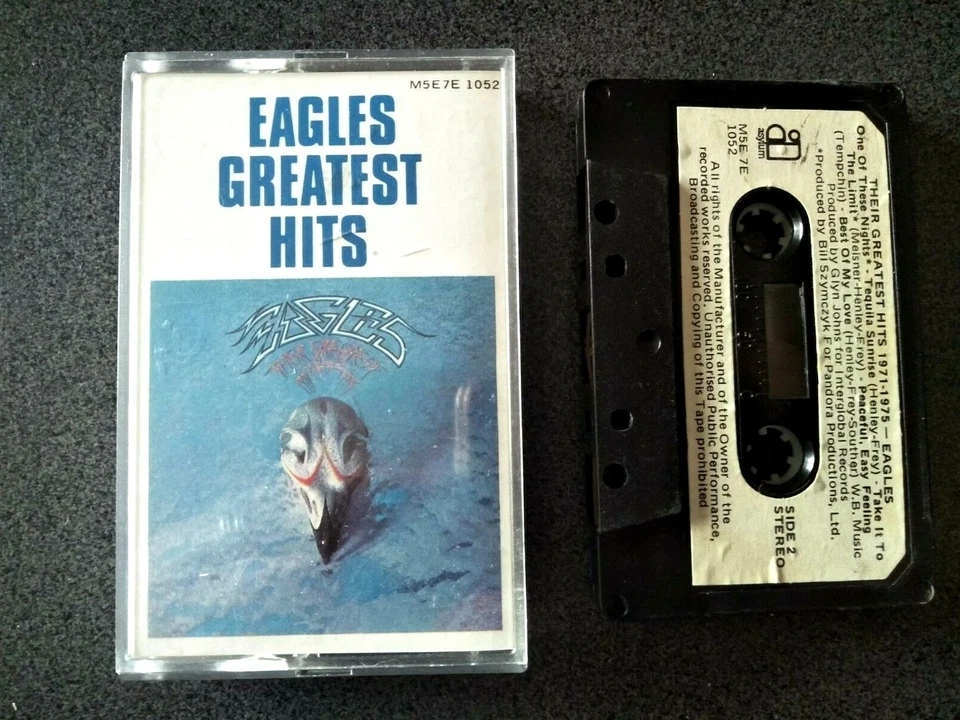 M5E7E 1052
EAGLES
GREATEST
HITS
EAGLES
THEIR GREATEST
THEIR GREATEST HITS 1971-1975 — EAGLES
One Of These Nights* - Tequila Sunrise (Henley-Frey) - Take It To
The Limit* (Meisner-Henley-Frey) - Peaceful, Easy Feeling
(Tempchin) - Best Of My Love (Henley-Frey-Souther) W.B. Music
Produced by Glyn Johns for Interglobal Records
*Produced by Bill Szymczyk For Pandora Productions, Ltd.
asylum
M5E 7E
1052
SIDE 2
STEREO
All rights of the Manufacturer and of the Owner of the
recorded works reserved. Unauthorised Public Performance,
Broadcasting and Copying of this Tape prohibited